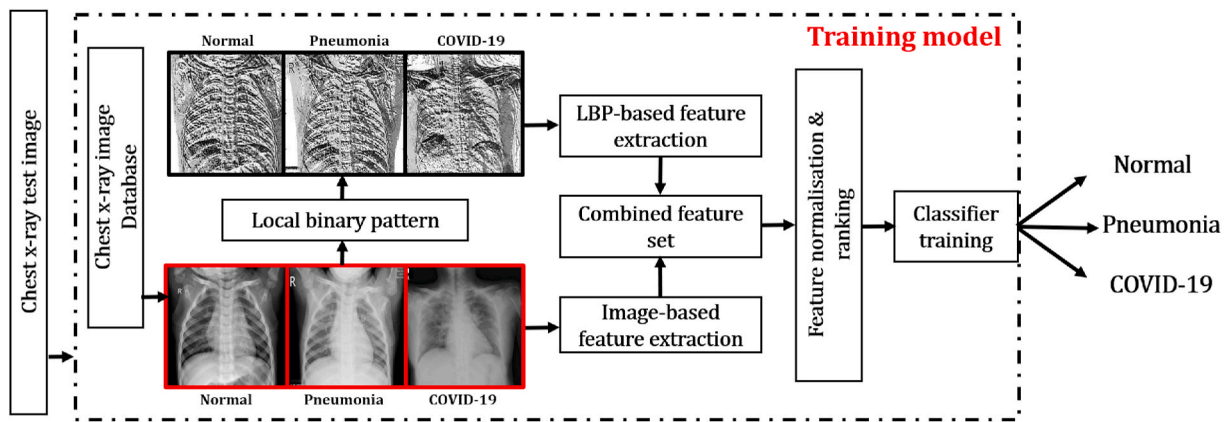 Chest x-ray test image
Chest x-ray image
Database
Normal
Pneumonia
COVID-19
Training model
Local binary pattern
R
R
Normal
Pneumonia
COVID-19
LBP-based feature
extraction
Combined feature
set
Image-based
feature extraction
Feature normalisation &
ranking
Classifier
training
Normal
Pneumonia
COVID-19